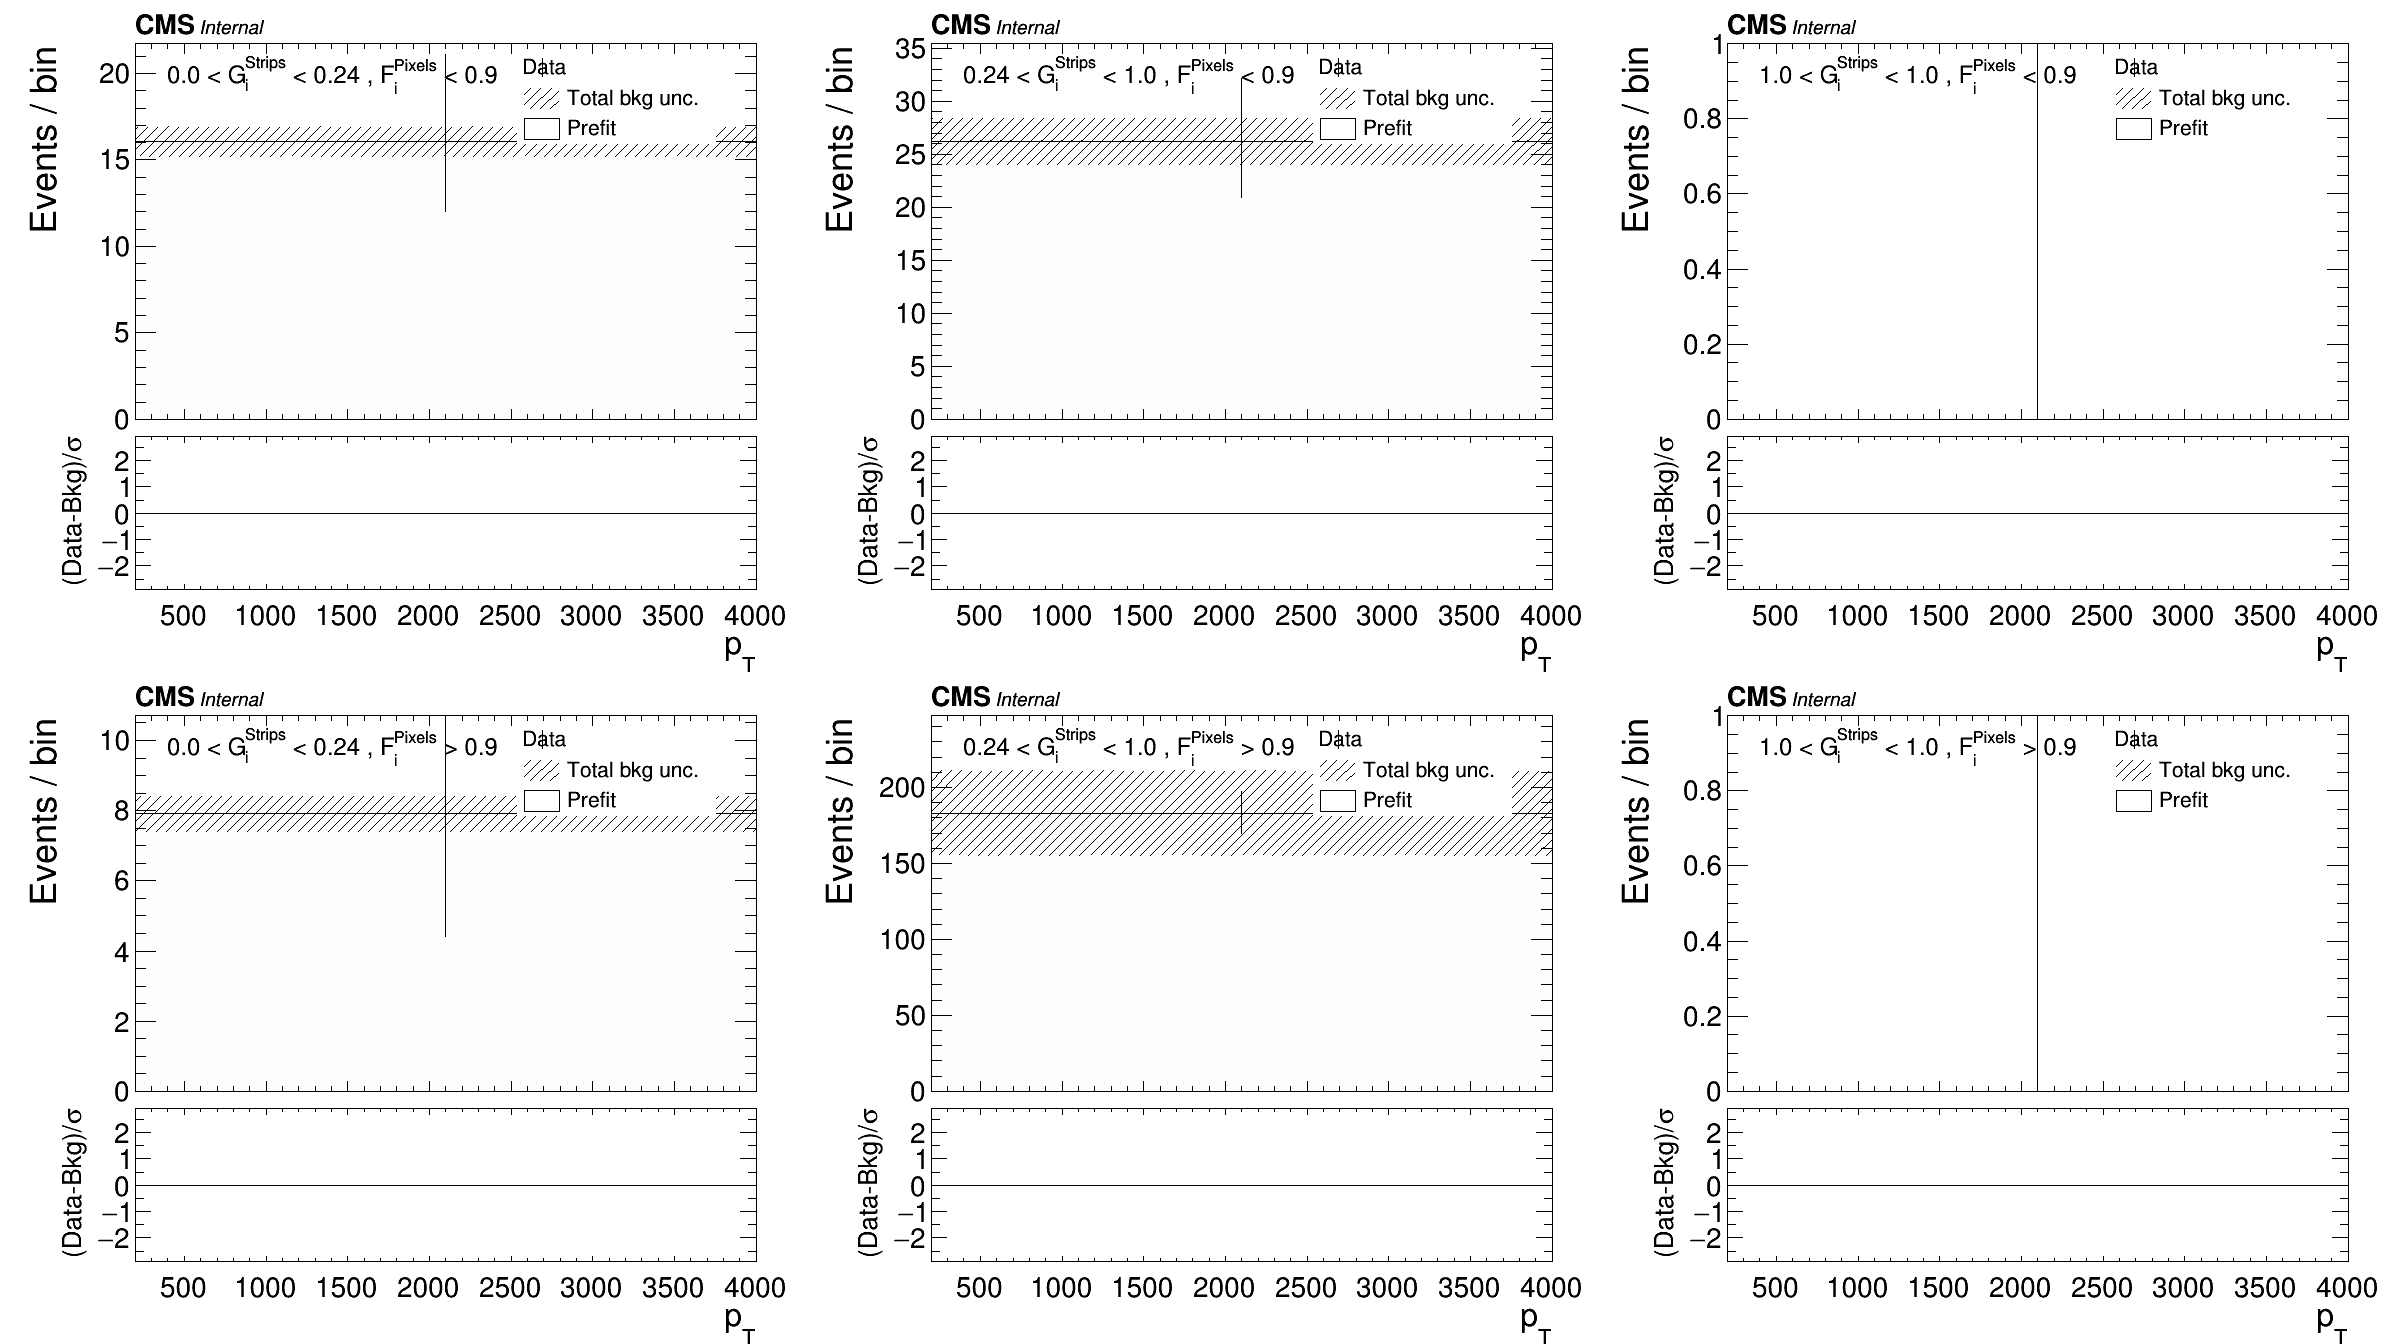 CMS Internal
Events / bin
0.0 < G_i^Strips < 0.24 , F_i^Pixels < 0.9
Data
Total bkg unc.
Prefit
20
15
10
5
0
(Data-Bkg)/σ
2
1
0
−1
−2
500 1000 1500 2000 2500 3000 3500 4000
p_T
CMS Internal
Events / bin
0.24 < G_i^Strips < 1.0 , F_i^Pixels < 0.9
Data
Total bkg unc.
Prefit
35
30
25
20
15
10
5
0
(Data-Bkg)/σ
2
1
0
−1
−2
500 1000 1500 2000 2500 3000 3500 4000
p_T
CMS Internal
Events / bin
1.0 < G_i^Strips < 1.0 , F_i^Pixels < 0.9
Data
Total bkg unc.
Prefit
1
0.8
0.6
0.4
0.2
0
(Data-Bkg)/σ
2
1
0
−1
−2
500 1000 1500 2000 2500 3000 3500 4000
p_T
CMS Internal
Events / bin
0.0 < G_i^Strips < 0.24 , F_i^Pixels > 0.9
Data
Total bkg unc.
Prefit
10
8
6
4
2
0
(Data-Bkg)/σ
2
1
0
−1
−2
500 1000 1500 2000 2500 3000 3500 4000
p_T
CMS Internal
Events / bin
0.24 < G_i^Strips < 1.0 , F_i^Pixels > 0.9
Data
Total bkg unc.
Prefit
200
150
100
50
0
(Data-Bkg)/σ
2
1
0
−1
−2
500 1000 1500 2000 2500 3000 3500 4000
p_T
CMS Internal
Events / bin
1.0 < G_i^Strips < 1.0 , F_i^Pixels > 0.9
Data
Total bkg unc.
Prefit
1
0.8
0.6
0.4
0.2
0
(Data-Bkg)/σ
2
1
0
−1
−2
500 1000 1500 2000 2500 3000 3500 4000
p_T